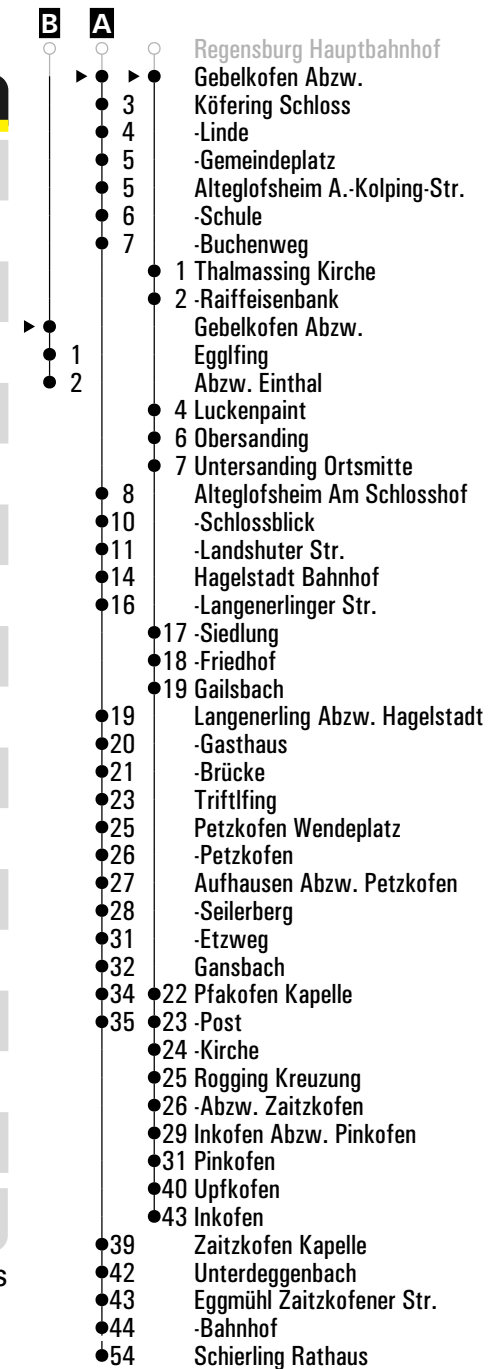 B A
Regensburg Hauptbahnhof
Gebelkofen Abzw.
3 Köfering Schloss
4 -Linde
5 -Gemeindeplatz
5 Alteglofsheim A.-Kolping-Str.
6 -Schule
7 -Buchenweg
1 Thalmassing Kirche
2 -Raiffeisenbank
Gebelkofen Abzw.
1 Egglfing
2 Abzw. Einthal
4 Luckenpaint
6 Obersanding
7 Untersanding Ortsmitte
8 Alteglofsheim Am Schlosshof
10 -Schlossblick
11 -Landshuter Str.
14 Hagelstadt Bahnhof
16 -Langenerlinger Str.
17 -Siedlung
18 -Friedhof
19 Gailsbach
19 Langenerling Abzw. Hagelstadt
20 -Gasthaus
21 -Brücke
23 Triftlfing
25 Petzkofen Wendeplatz
26 -Petzkofen
27 Aufhausen Abzw. Petzkofen
28 -Seilerberg
31 -Etzweg
32 Gansbach
34 22 Pfakofen Kapelle
35 23 -Post
24 -Kirche
25 Rogging Kreuzung
26 -Abzw. Zaitzkofen
29 Inkofen Abzw. Pinkofen
31 Pinkofen
40 Upfkofen
43 Inkofen
39 Zaitzkofen Kapelle
42 Unterdeggenbach
s
43 Eggmühl Zaitzkofener Str.
44 -Bahnhof
54 Schierling Rathaus